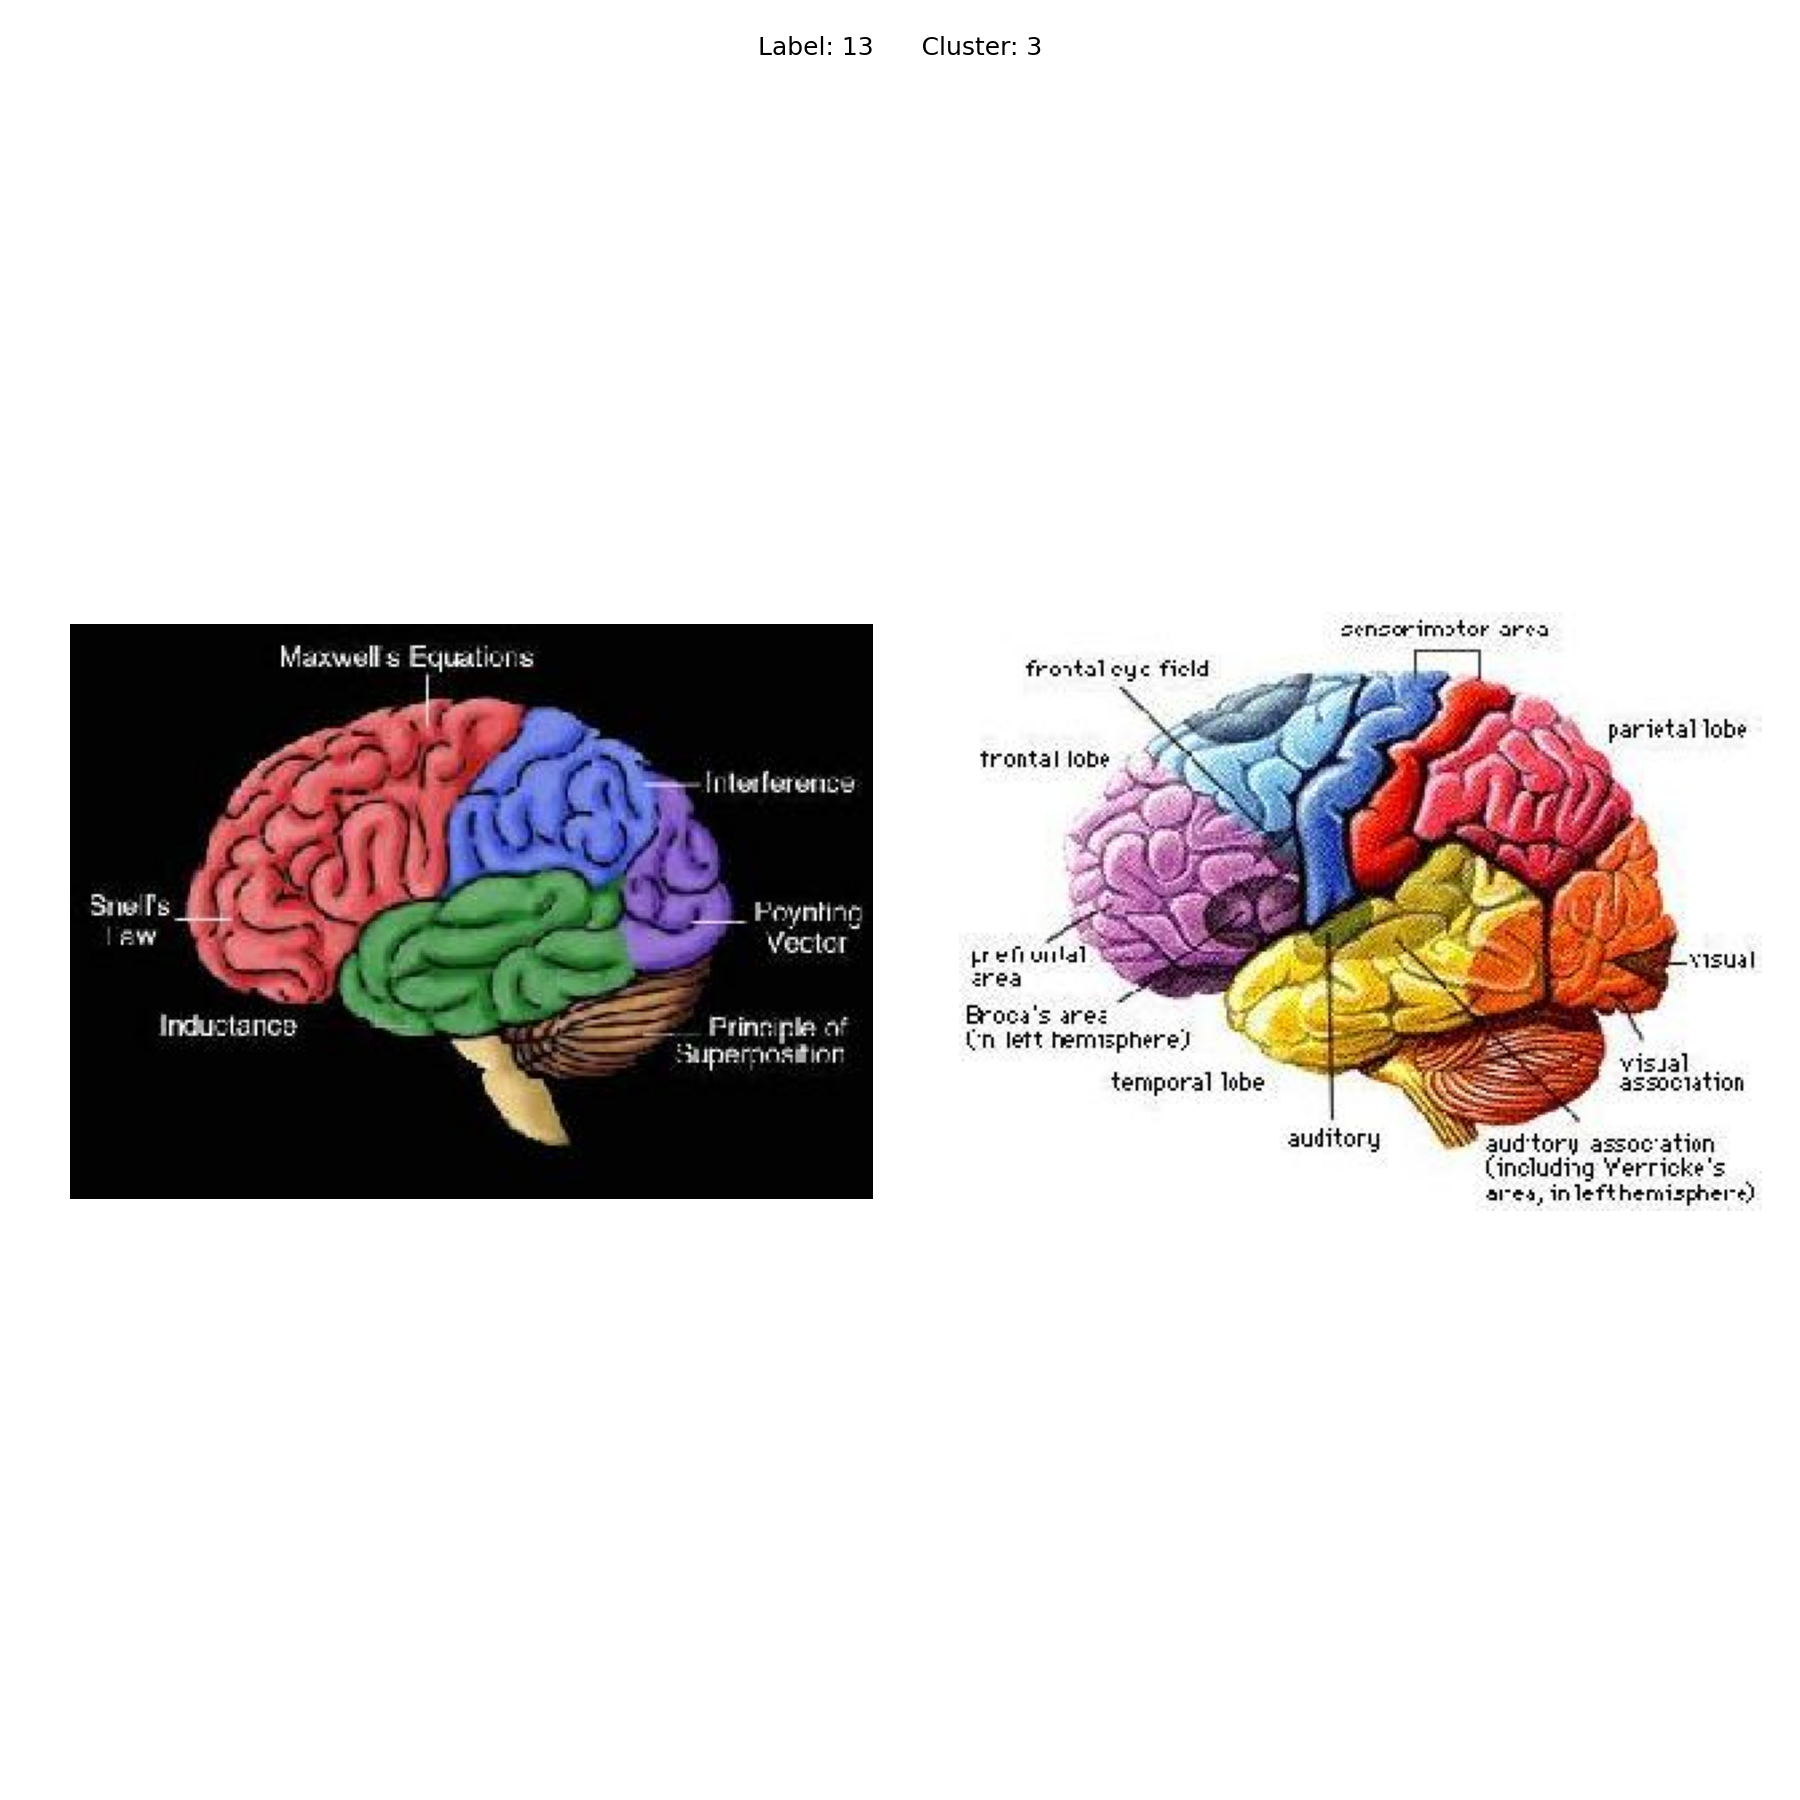 Label: 13 Cluster: 3
Maxwell's Equations
Interference
Snell's
Law
Poynting
Vector
Inductance
Principle of
Superposition
sensorimotor area
frontal eye field
parietal lobe
frontal lobe
prefrontal
area
visual
Broca's area
(in left hemisphere)
visual
association
temporal lobe
auditory
auditory association
(including Wernicke's
area, in left hemisphere)